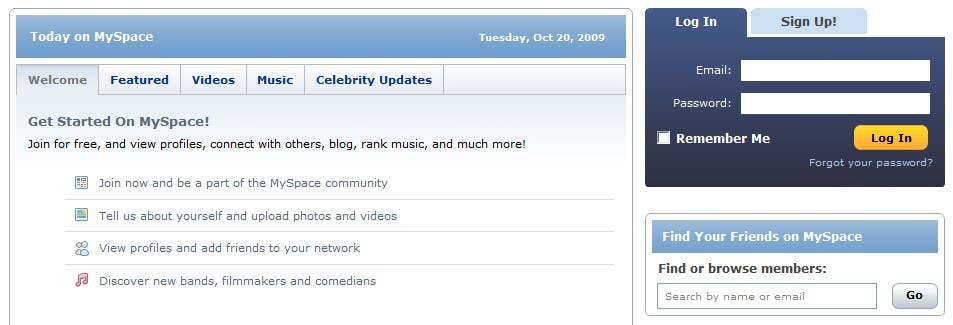 Today on MySpace
Tuesday, Oct 20, 2009
Welcome
Featured
Videos
Music
Celebrity Updates
Get Started On MySpace!
Join for free, and view profiles, connect with others, blog, rank music, and much more!
Join now and be a part of the MySpace community
Tell us about yourself and upload photos and videos
View profiles and add friends to your network
Discover new bands, filmmakers and comedians
Log In
Sign Up!
Email:
Password:
Remember Me
Log In
Forgot your password?
Find Your Friends on MySpace
Find or browse members:
Search by name or email
Go